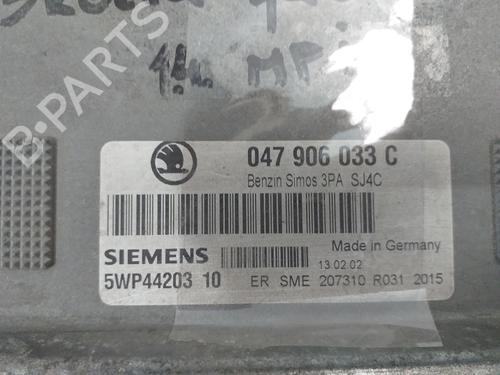 MP
B-PARTS
047 906 033 C
Benzin Simos 3PA SJ4C
SIEMENS
Made in Germany
13.02.02
5WP44203 10
ER SME 207310 R031 2015